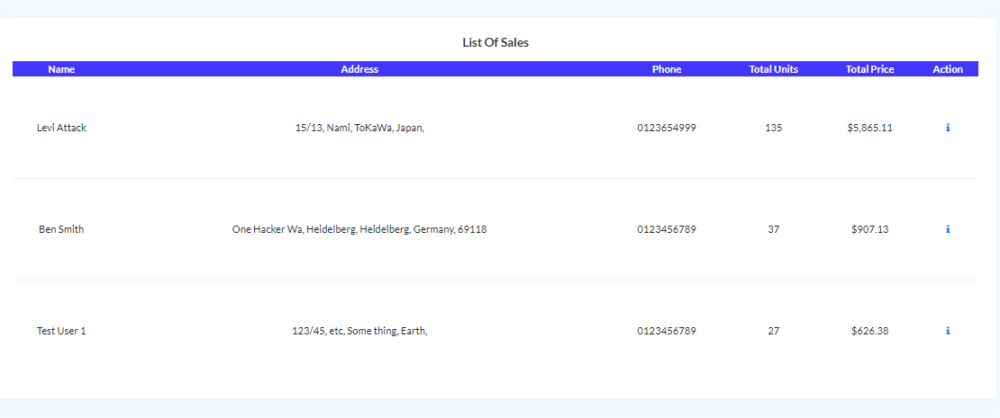 List Of Sales
Name Address Phone Total Units Total Price Action
Levi Attack 15/13, Nami, ToKaWa, Japan, 0123654999 135 $5,865.11
Ben Smith One Hacker Wa, Heidelberg, Heidelberg, Germany, 69118 0123456789 37 $907.13
Test User 1 123/45, etc, Some thing, Earth, 0123456789 27 $626.38